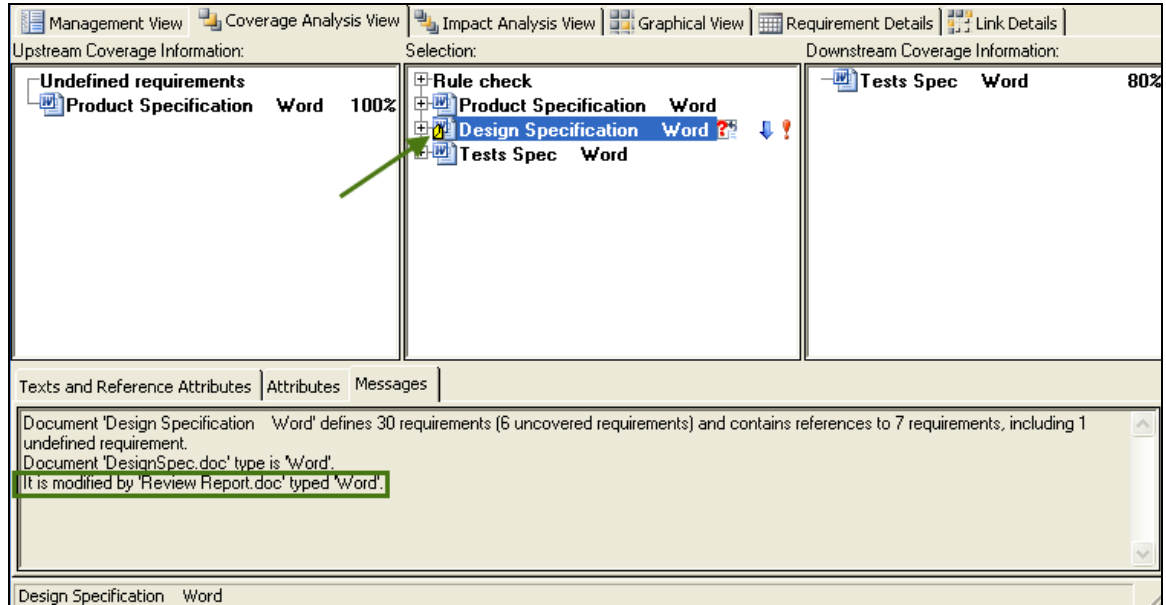 Management View Coverage Analysis View Impact Analysis View Graphical View Requirement Details Link Details
Upstream Coverage Information: Selection: Downstream Coverage Information:
Undefined requirements Rule check Tests Spec Word 80%
Product Specification Word 100% Product Specification Word
Design Specification Word
Tests Spec Word
Texts and Reference Attributes Attributes Messages
Document 'Design Specification Word' defines 30 requirements (6 uncovered requirements) and contains references to 7 requirements, including 1
undefined requirement.
Document 'DesignSpec.doc' type is 'Word'.
It is modified by 'Review Report.doc' typed 'Word'.
Design Specification Word